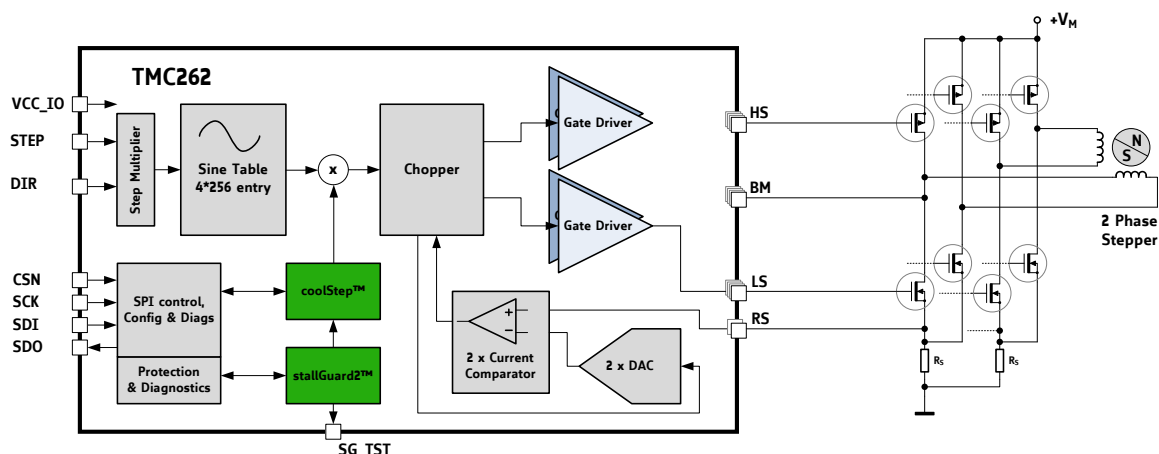 +VM
TMC262
VCC_IO
STEP
DIR
Step Multiplier
Sine Table
4*256 entry
x
Chopper
Gate Driver
Gate Driver
HS
BM
LS
RS
N
S
2 Phase
Stepper
CSN
SCK
SDI
SDO
SPI control,
Config & Diags
Protection
& Diagnostics
coolStep™
stallGuard2™
+
−
2 x Current
Comparator
2 x DAC
RS
RS
SG_TST